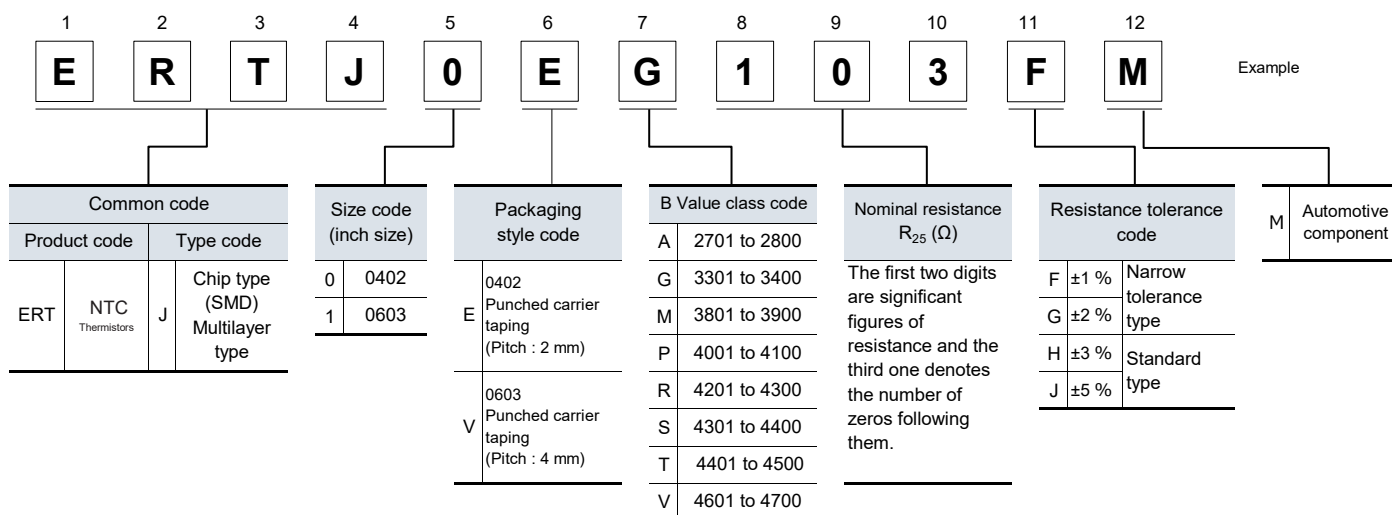 1 2 3 4 5 6 7 8 9 10 11 12
E R T J 0 E G 1 0 3 F M Example
Common code
Product code Type code
ERT NTC Thermistors J Chip type (SMD) Multilayer type
Size code
(inch size)
0 0402
1 0603
Packaging
style code
E 0402
Punched carrier
taping
(Pitch : 2 mm)
V 0603
Punched carrier
taping
(Pitch : 4 mm)
B Value class code
A 2701 to 2800
G 3301 to 3400
M 3801 to 3900
P 4001 to 4100
R 4201 to 4300
S 4301 to 4400
T 4401 to 4500
V 4601 to 4700
Nominal resistance
R25 (Ω)
The first two digits
are significant
figures of
resistance and the
third one denotes
the number of
zeros following
them.
Resistance tolerance
code
F ±1 % Narrow
tolerance
type
G ±2 %
H ±3 % Standard
type
J ±5 %
M Automotive
component